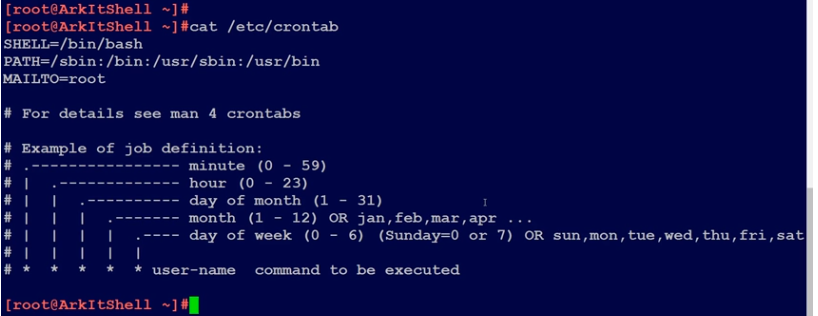 [root@ArkItShell ~]#
[root@ArkItShell ~]#cat /etc/crontab
SHELL=/bin/bash
PATH=/sbin:/bin:/usr/sbin:/usr/bin
MAILTO=root

# For details see man 4 crontabs

# Example of job definition:
# .---------------- minute (0 - 59)
# |  .------------- hour (0 - 23)
# |  |  .---------- day of month (1 - 31)
# |  |  |  .------- month (1 - 12) OR jan,feb,mar,apr ...
# |  |  |  |  .---- day of week (0 - 6) (Sunday=0 or 7) OR sun,mon,tue,wed,thu,fri,sat
# |  |  |  |  |
# *  *  *  *  * user-name  command to be executed

[root@ArkItShell ~]#